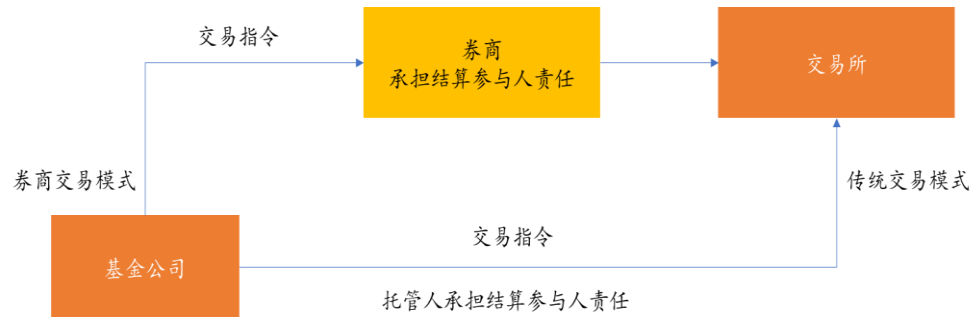 交易指令
券商
承担结算参与人责任
交易所
券商交易模式
传统交易模式
基金公司
交易指令
托管人承担结算参与人责任